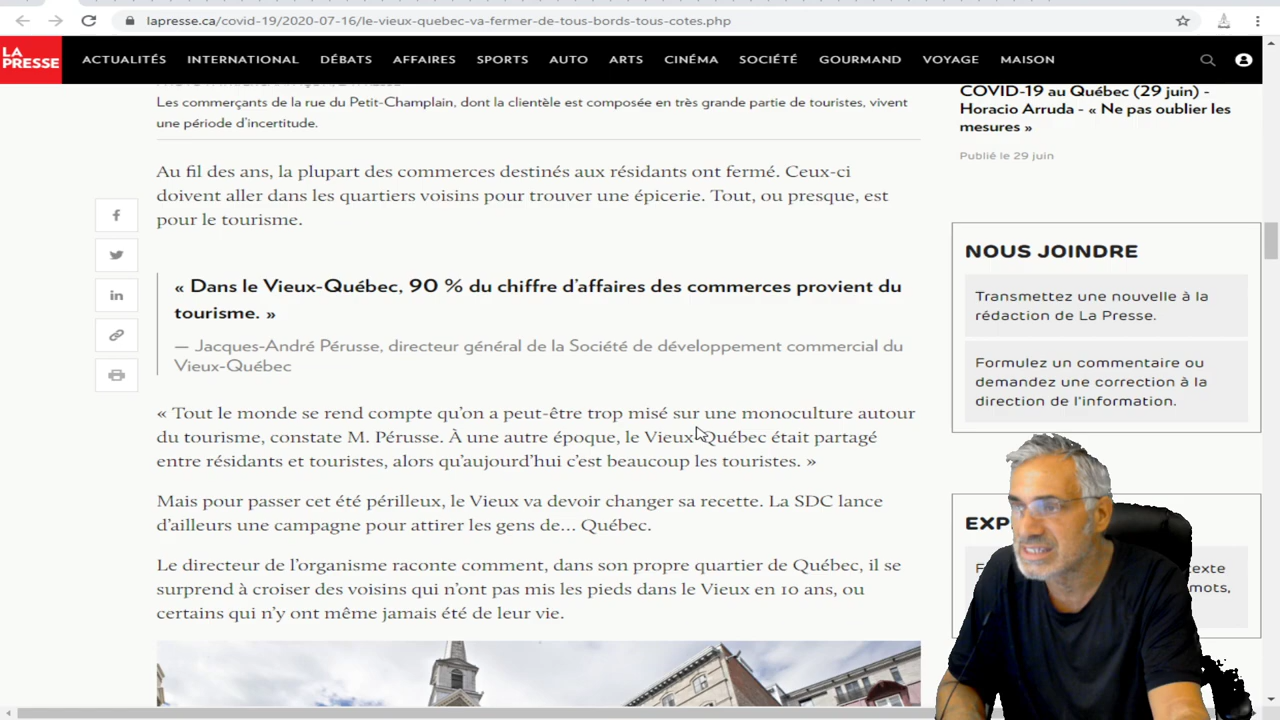 lapresse.ca/covid-19/2020-07-16/le-vieux-quebec-va-fermer-de-tous-bords-tous-cotes.php
LA
PRESSE
ACTUALITÉS INTERNATIONAL DÉBATS AFFAIRES SPORTS AUTO ARTS CINÉMA SOCIÉTÉ GOURMAND VOYAGE MAISON
Les commerçants de la rue du Petit-Champlain, dont la clientèle est composée en très grande partie de touristes, vivent
une période d'incertitude.
Au fil des ans, la plupart des commerces destinés aux résidants ont fermé. Ceux-ci
doivent aller dans les quartiers voisins pour trouver une épicerie. Tout, ou presque, est
pour le tourisme.
« Dans le Vieux-Québec, 90 % du chiffre d'affaires des commerces provient du
tourisme. »
— Jacques-André Pérusse, directeur général de la Société de développement commercial du
Vieux-Québec
« Tout le monde se rend compte qu'on a peut-être trop misé sur une monoculture autour
du tourisme, constate M. Pérusse. À une autre époque, le Vieux-Québec était partagé
entre résidants et touristes, alors qu'aujourd'hui c'est beaucoup les touristes. »
Mais pour passer cet été périlleux, le Vieux va devoir changer sa recette. La SDC lance
d'ailleurs une campagne pour attirer les gens de… Québec.
Le directeur de l'organisme raconte comment, dans son propre quartier de Québec, il se
surprend à croiser des voisins qui n'ont pas mis les pieds dans le Vieux en 10 ans, ou
certains qui n'y ont même jamais été de leur vie.
COVID-19 au Québec (29 juin) -
Horacio Arruda - « Ne pas oublier les
mesures »
Publié le 29 juin
NOUS JOINDRE
Transmettez une nouvelle à la
rédaction de La Presse.
Formulez un commentaire ou
demandez une correction à la
direction de l'information.
EXP
texte
mots,